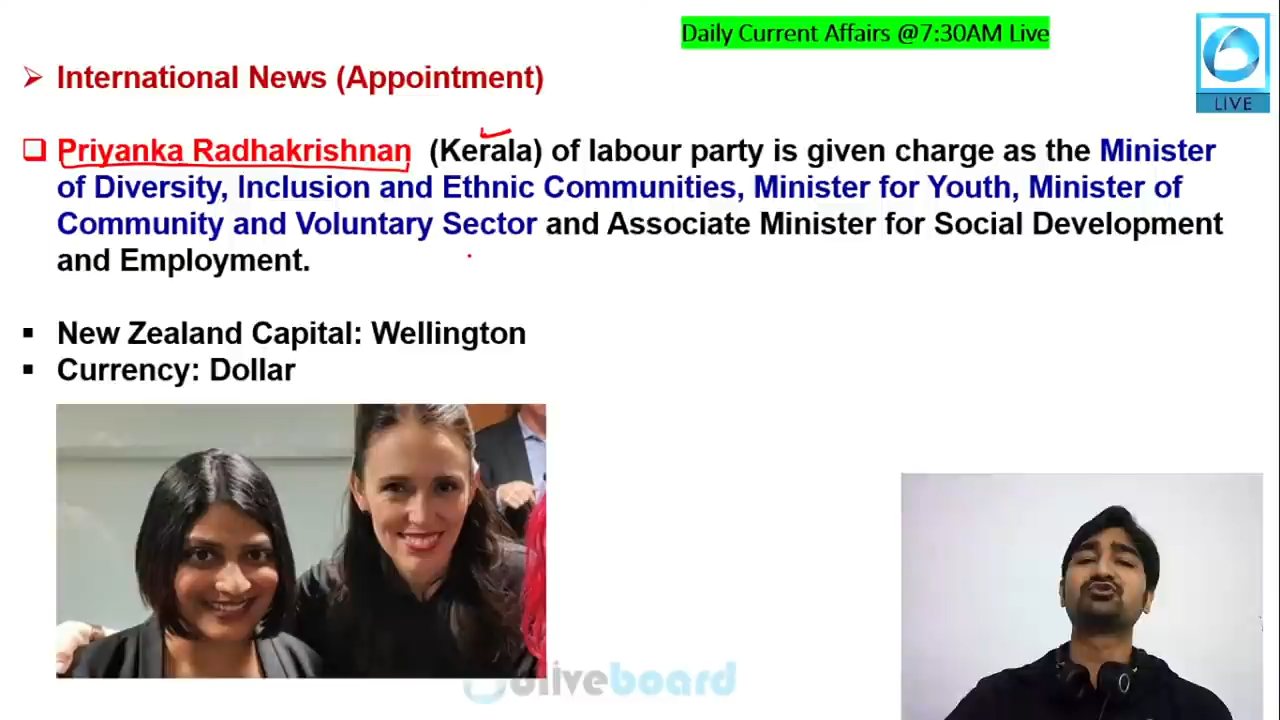 Daily Current Affairs @7:30AM Live
LIVE
International News (Appointment)
Priyanka Radhakrishnan (Kerala) of labour party is given charge as the Minister
of Diversity, Inclusion and Ethnic Communities, Minister for Youth, Minister of
Community and Voluntary Sector and Associate Minister for Social Development
and Employment.
New Zealand Capital: Wellington
Currency: Dollar
oliveboard